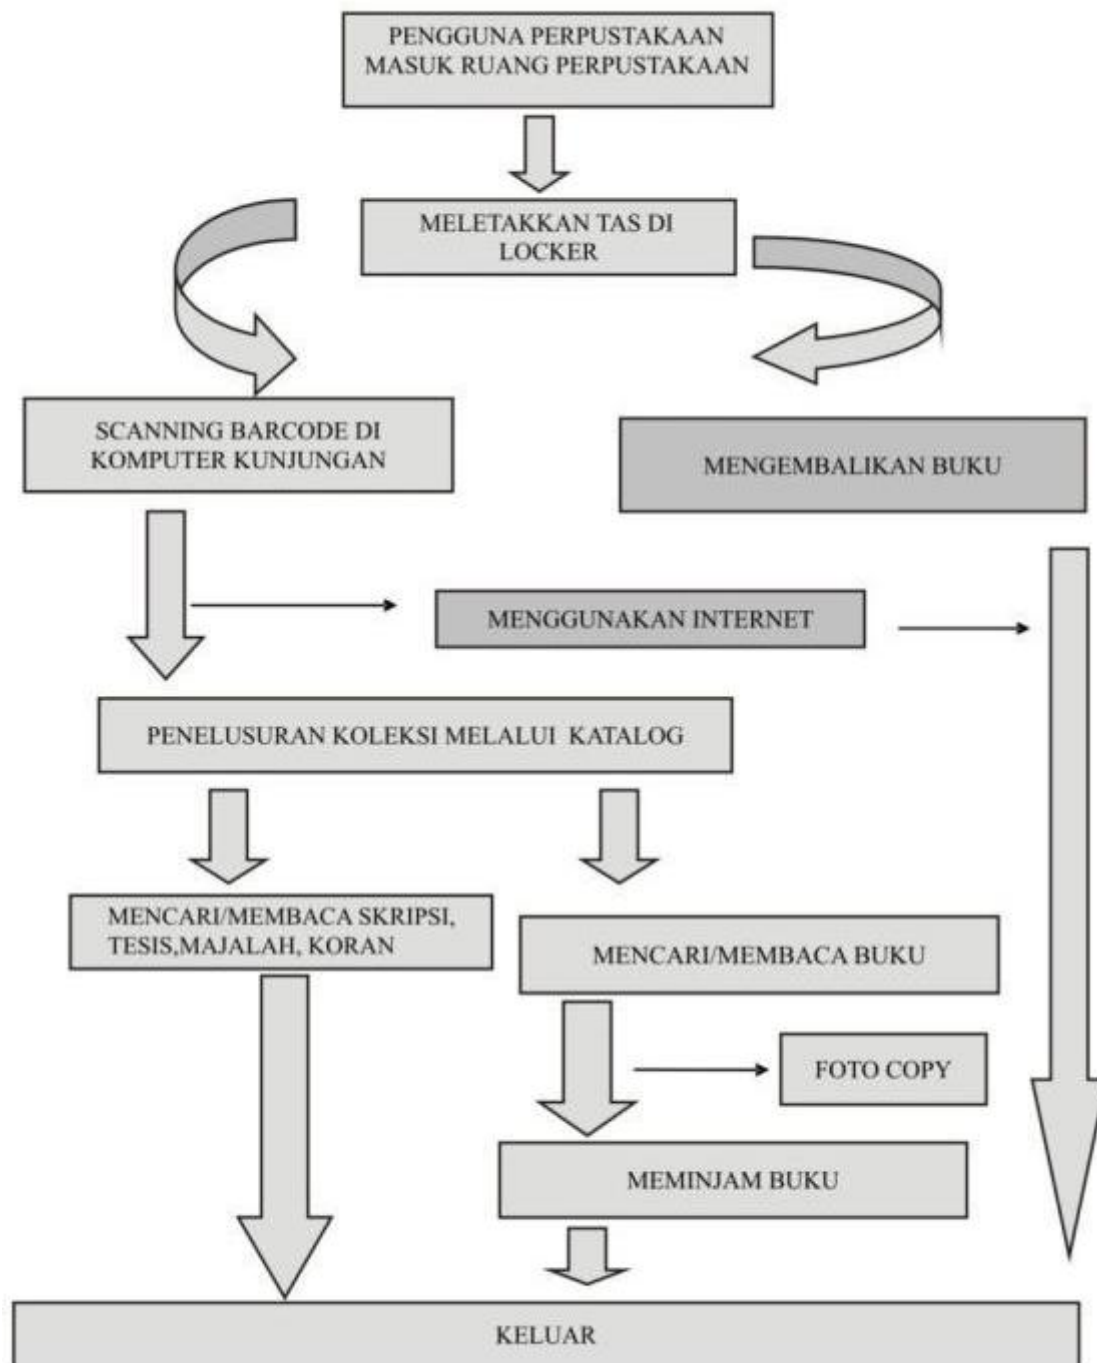 PENGGUNA PERPUSTAKAAN
MASUK RUANG PERPUSTAKAAN
MELETAKKAN TAS DI
LOCKER
SCANNING BARCODE DI
KOMPUTER KUNJUNGAN
MENGEMBALIKAN BUKU
MENGGUNAKAN INTERNET
PENELUSURAN KOLEKSI MELALUI KATALOG
MENCARI/MEMBACA SKRIPSI,
TESIS,MAJALAH, KORAN
MENCARI/MEMBACA BUKU
FOTO COPY
MEMINJAM BUKU
KELUAR